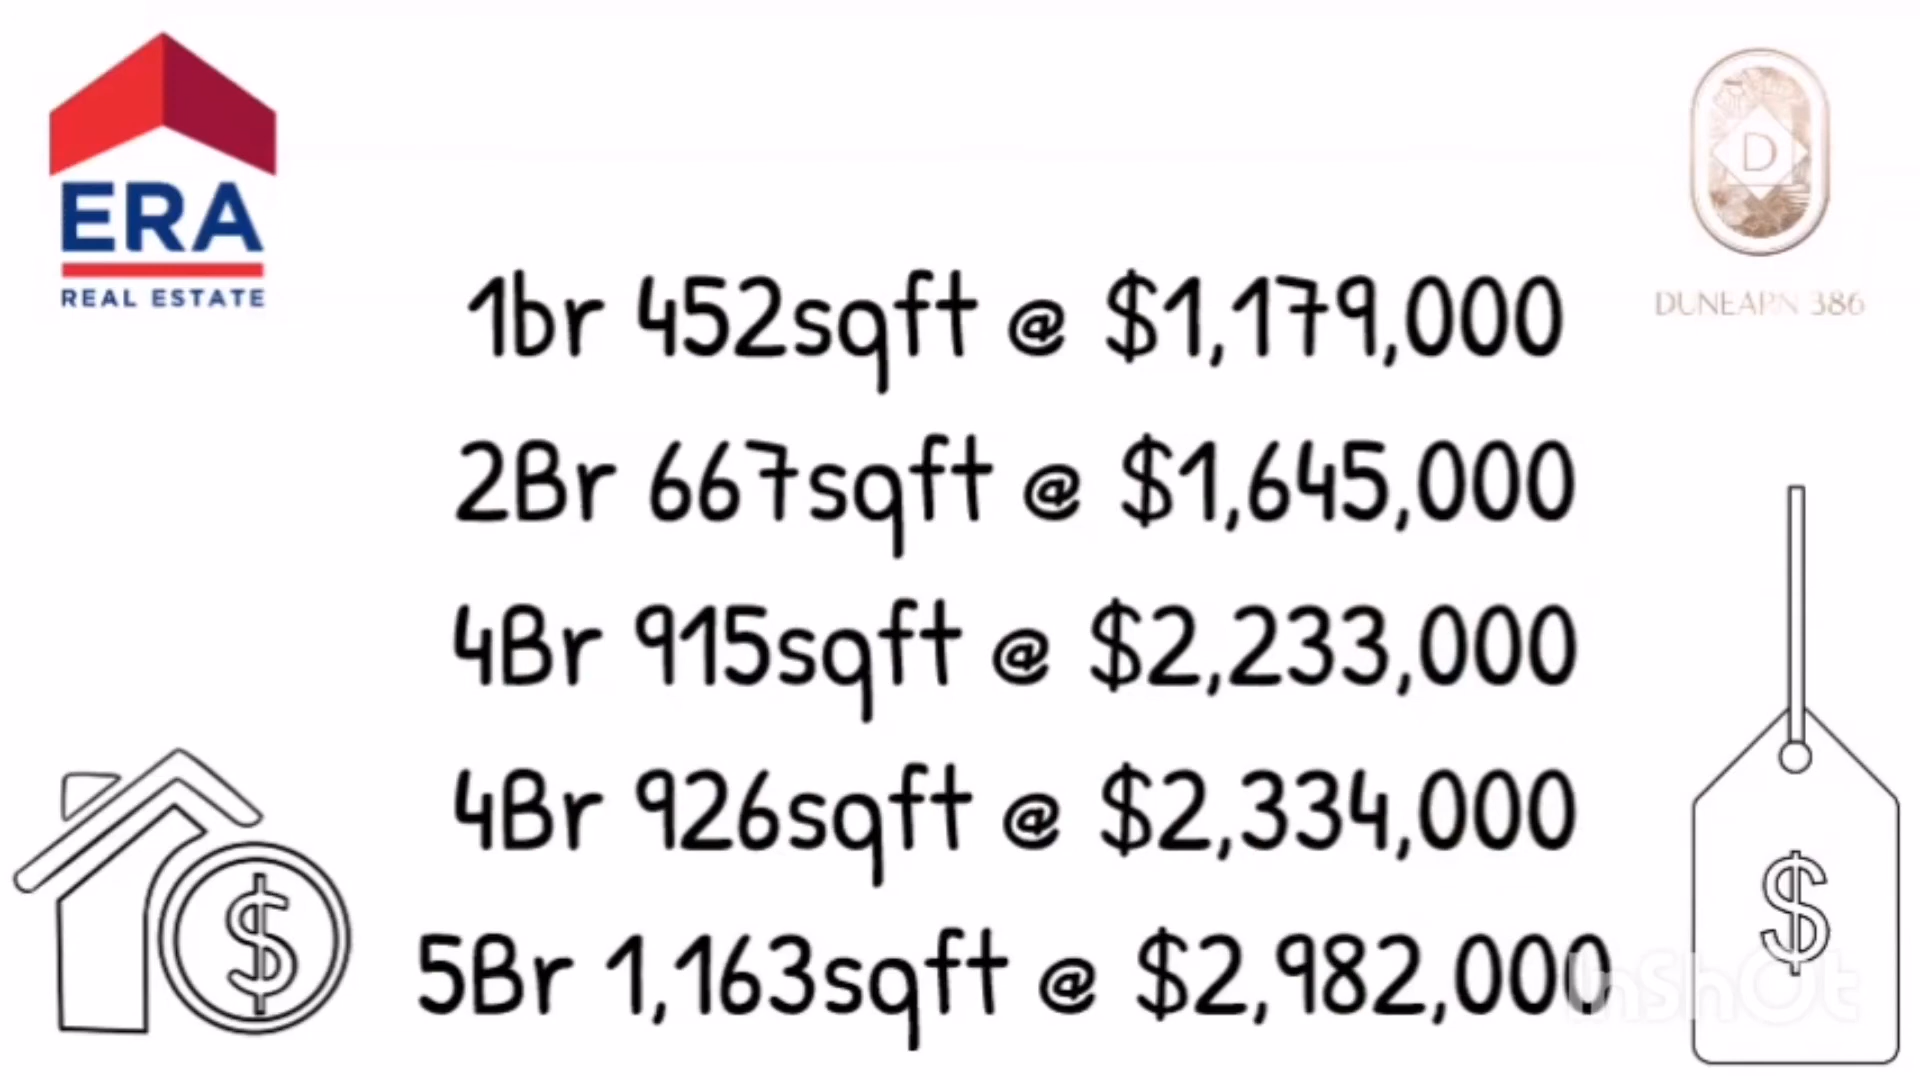 ERA
REAL ESTATE
D
DUNEARN 386
1br 452sqft @ $1,179,000
2Br 667sqft @ $1,645,000
4Br 915sqft @ $2,233,000
4Br 926sqft @ $2,334,000
5Br 1,163sqft @ $2,982,000
$
$
InShOt